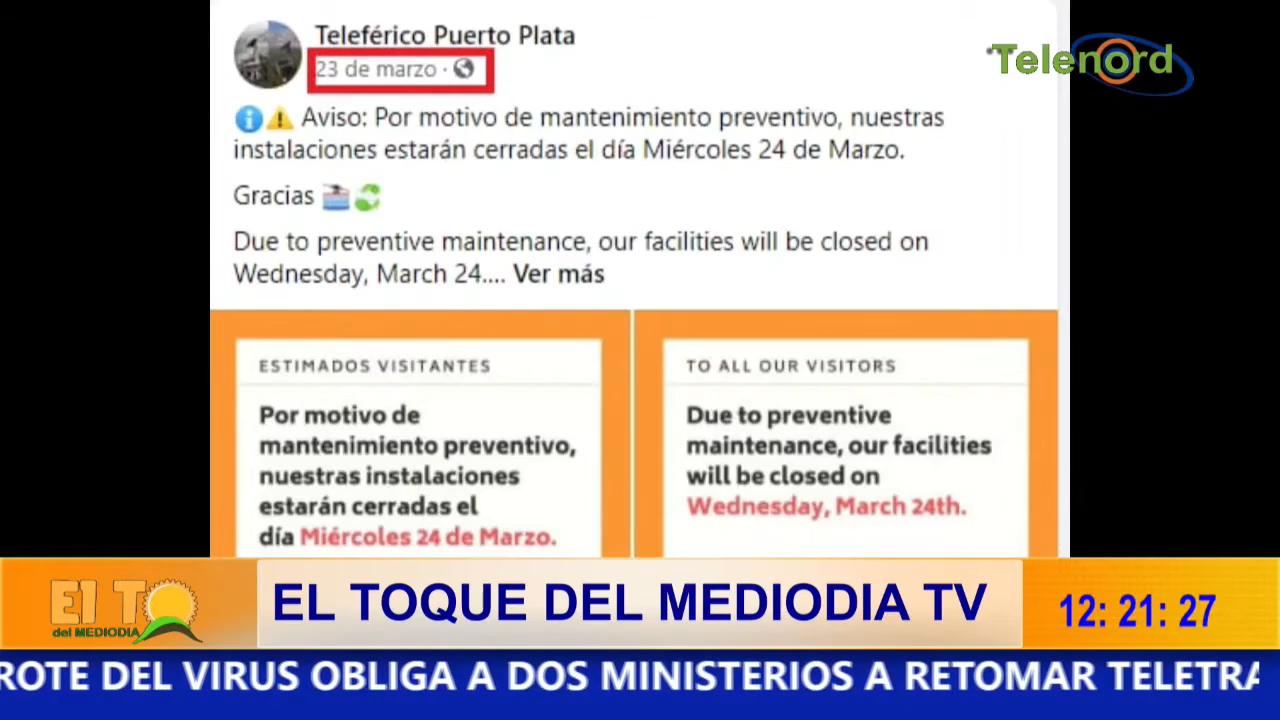 Teleférico Puerto Plata
23 de marzo ·
Telenord
Aviso: Por motivo de mantenimiento preventivo, nuestras
instalaciones estarán cerradas el día Miércoles 24 de Marzo.
Gracias
Due to preventive maintenance, our facilities will be closed on
Wednesday, March 24.... Ver más
ESTIMADOS VISITANTES
Por motivo de
mantenimiento preventivo,
nuestras instalaciones
estarán cerradas el
día Miércoles 24 de Marzo.
TO ALL OUR VISITORS
Due to preventive
maintenance, our facilities
will be closed on
Wednesday, March 24th.
El TO
del MEDIODIA
EL TOQUE DEL MEDIODIA TV
12: 21: 27
ROTE DEL VIRUS OBLIGA A DOS MINISTERIOS A RETOMAR TELETRA